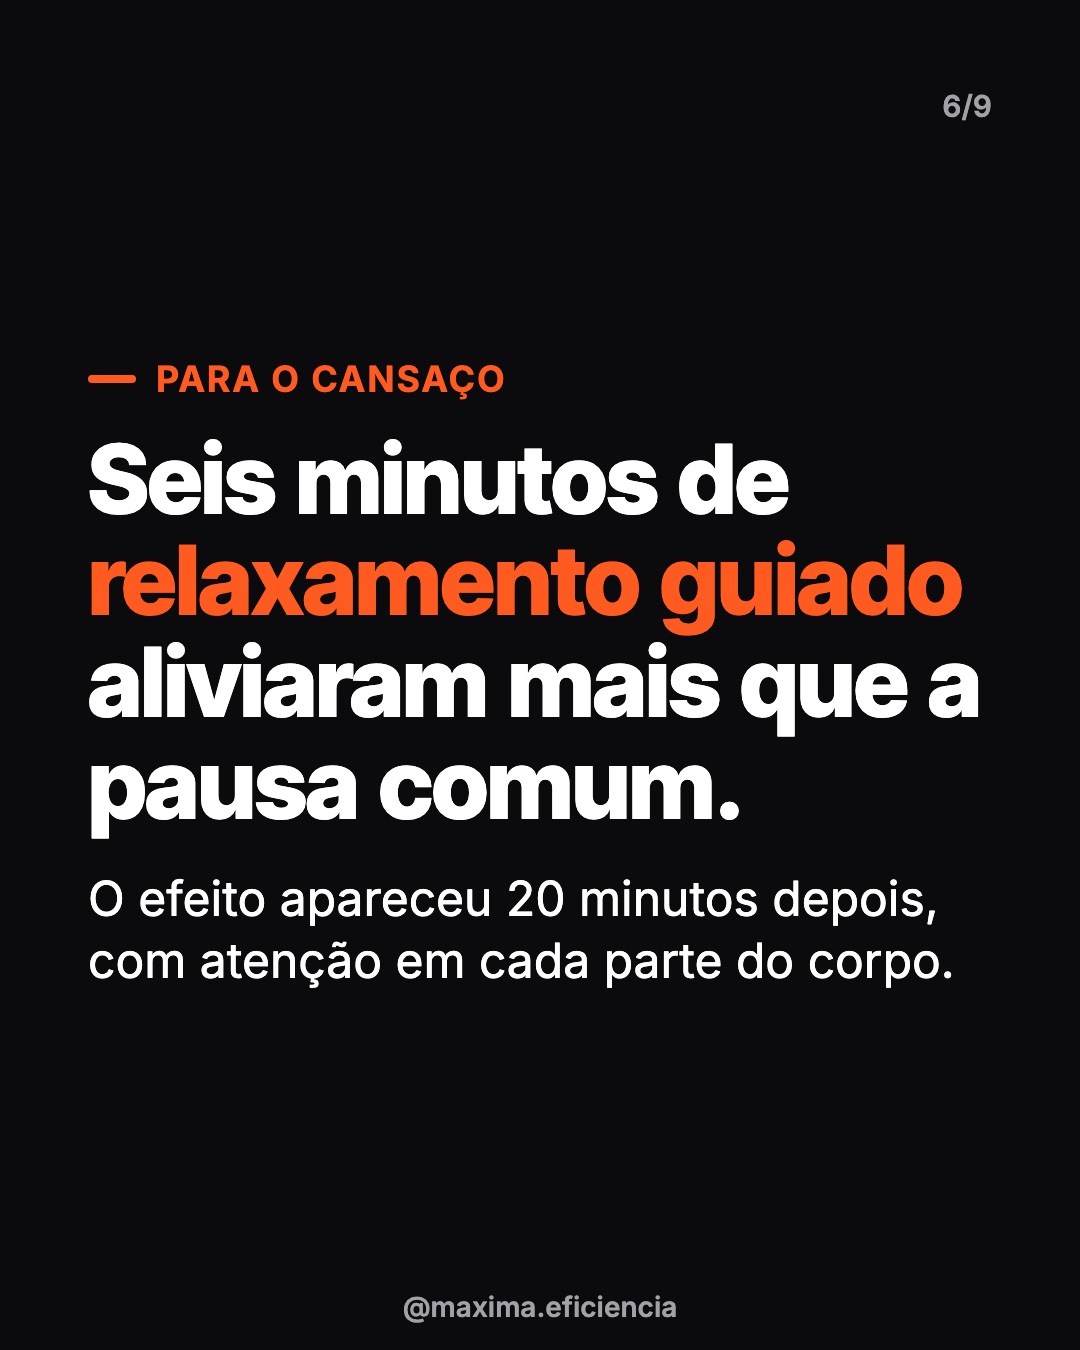 6/9
PARA O CANSAÇO
Seis minutos de
relaxamento guiado
aliviaram mais que a
pausa comum.
O efeito apareceu 20 minutos depois,
com atenção em cada parte do corpo.
@maxima.eficiencia